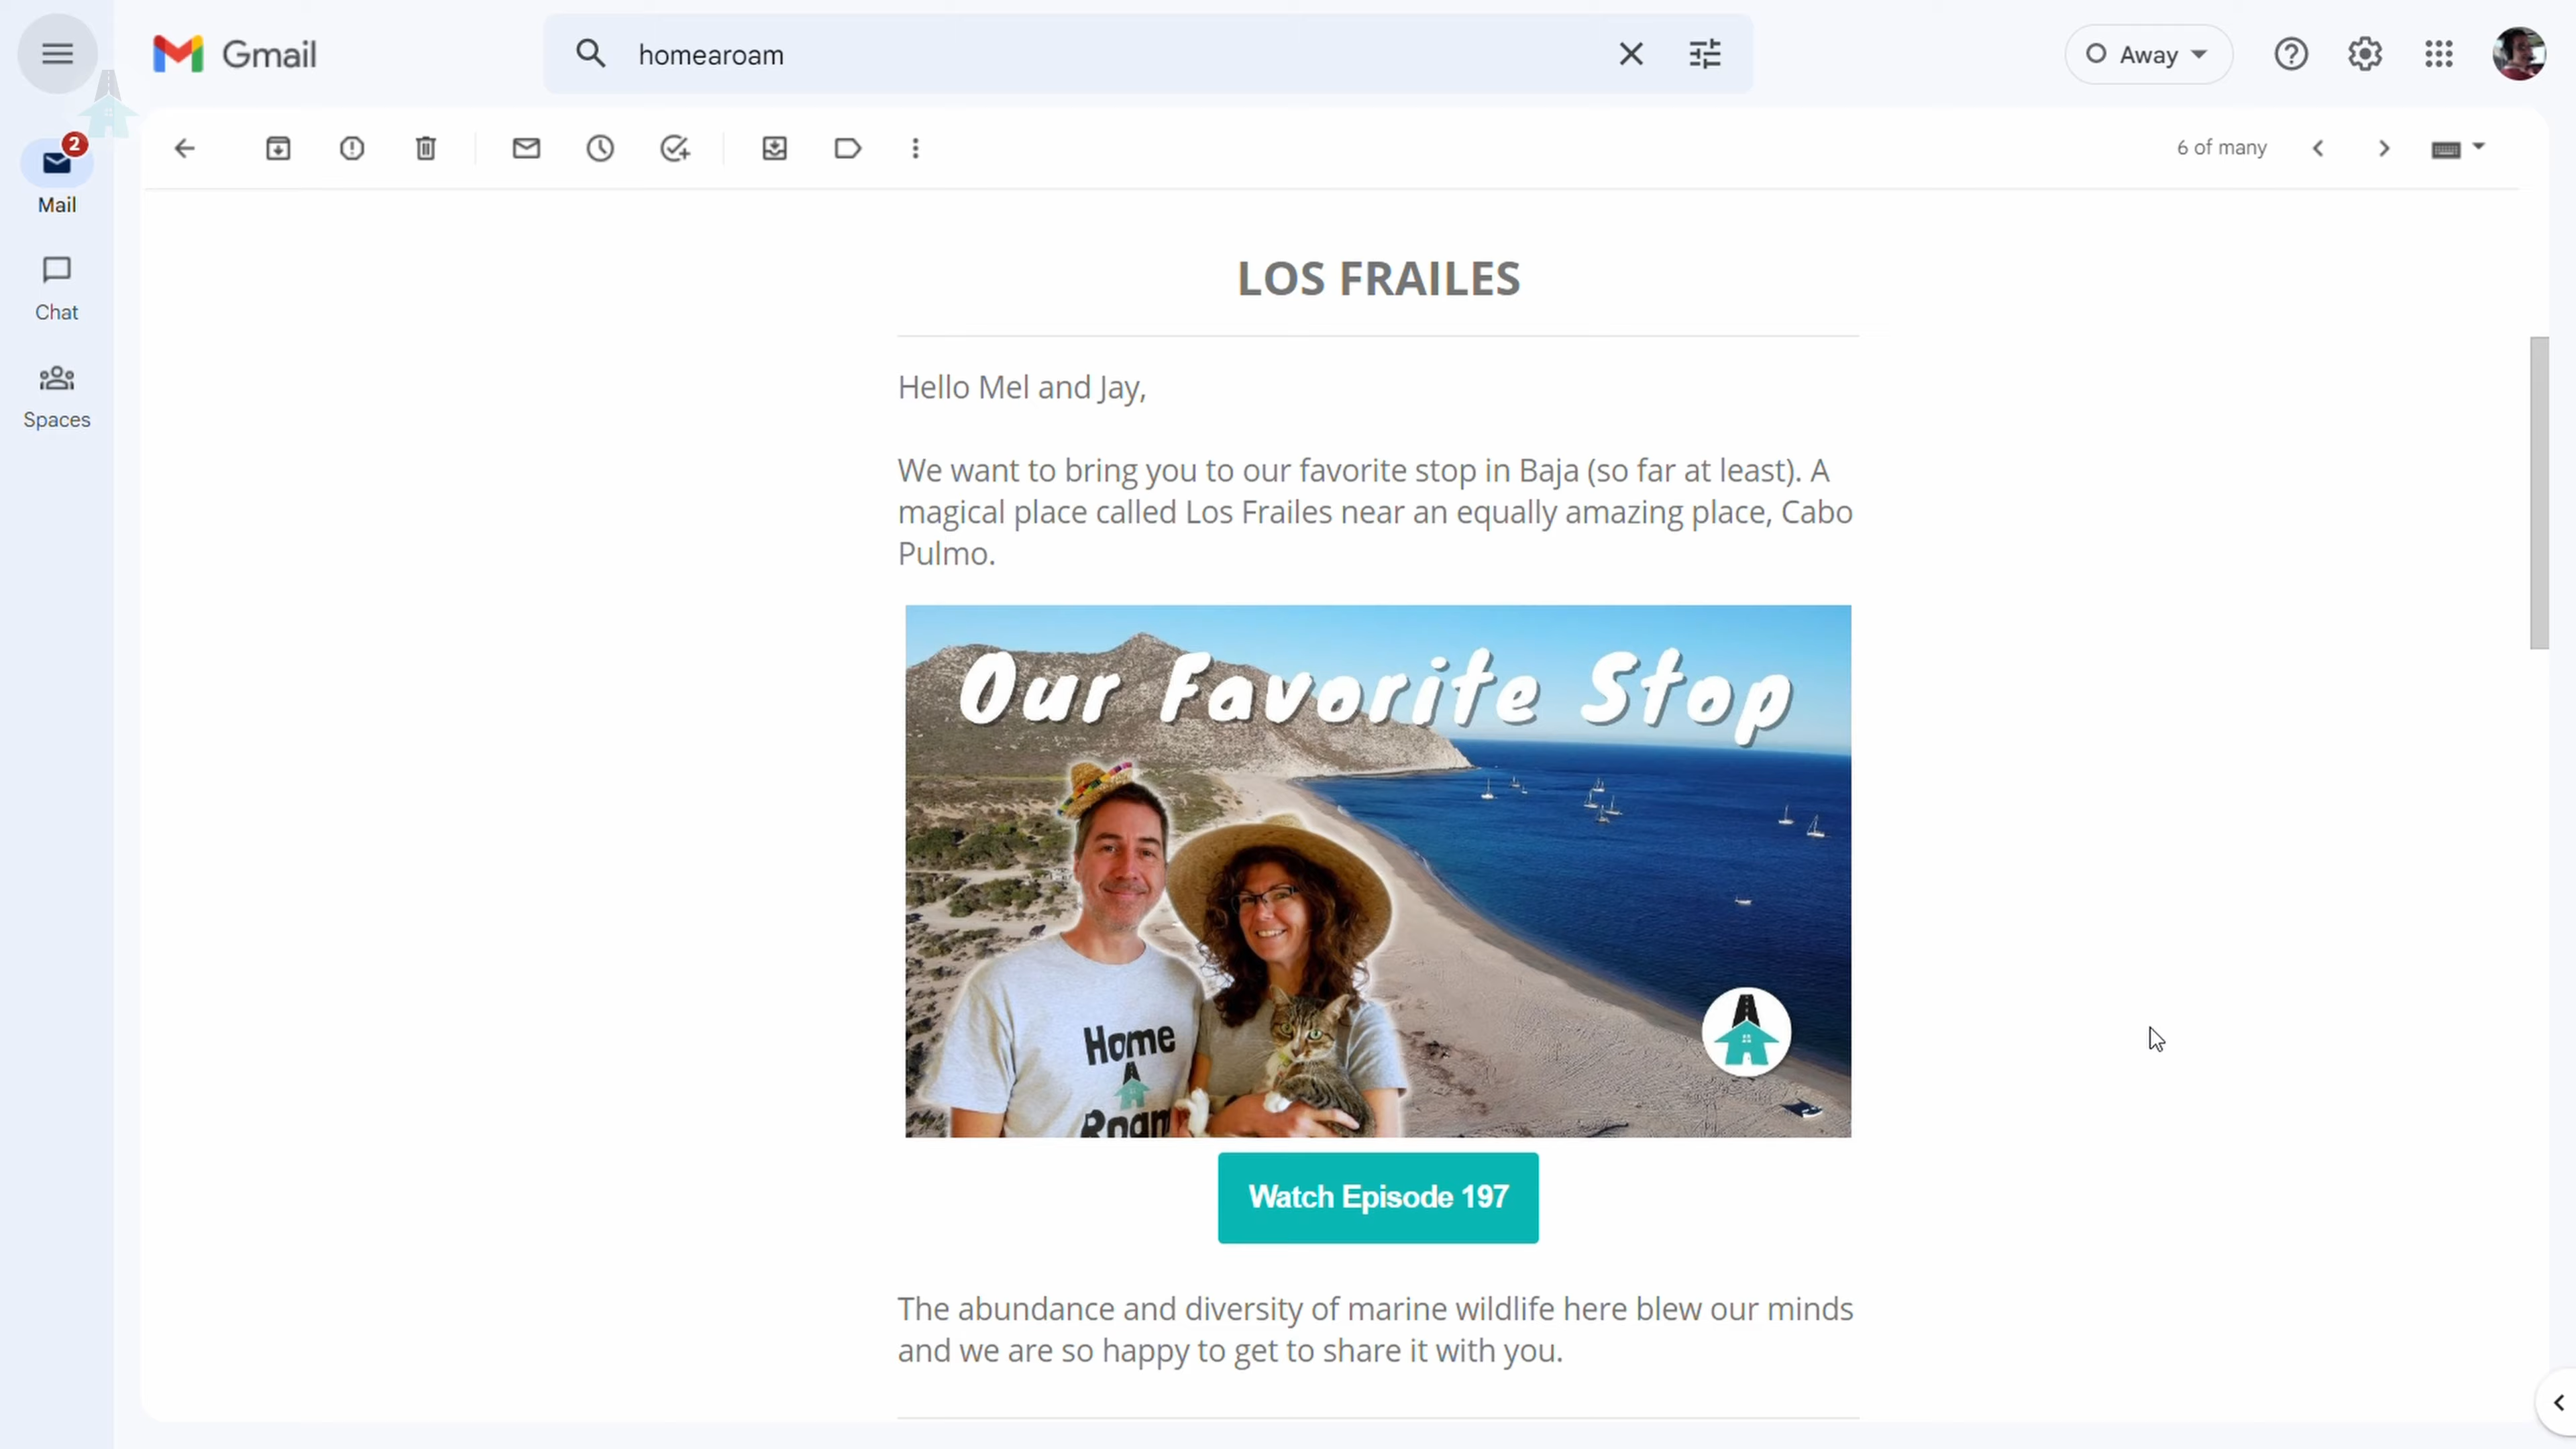 Gmail
homearoam
Away
2
Mail
Chat
Spaces
6 of many
LOS FRAILES
Hello Mel and Jay,
We want to bring you to our favorite stop in Baja (so far at least). A
magical place called Los Frailes near an equally amazing place, Cabo
Pulmo.
Our Favorite Stop
Home
Roam
Watch Episode 197
The abundance and diversity of marine wildlife here blew our minds
and we are so happy to get to share it with you.